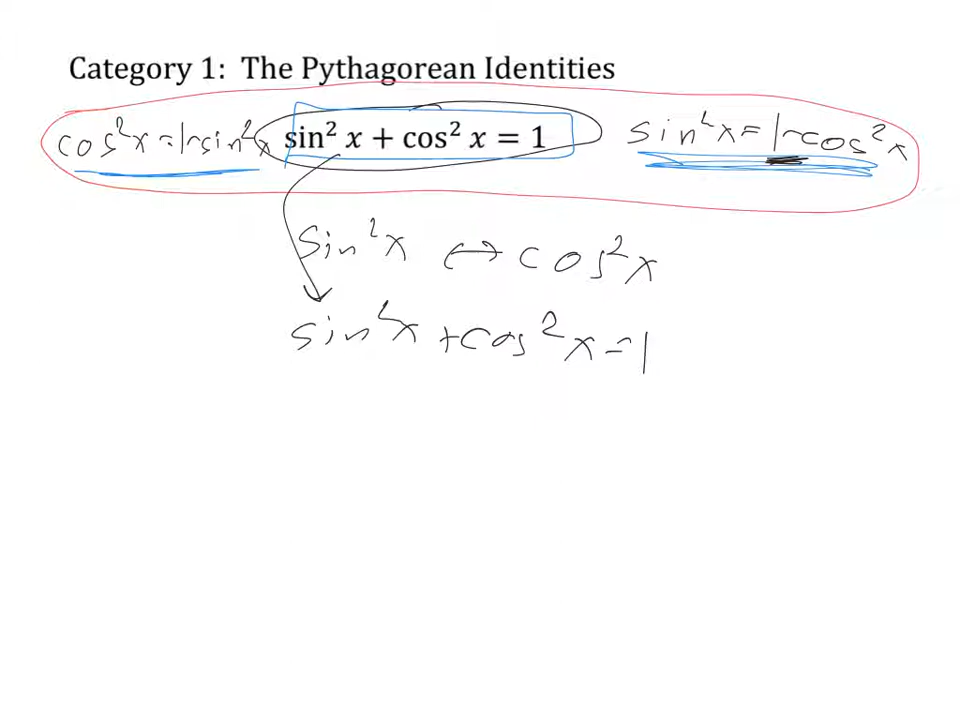 Category 1: The Pythagorean Identities
cos²x=1-sin²x sin² x + cos² x = 1 sin²x=1-cos²x
sin²x ↔ cos²x
sin²x +cos²x=1